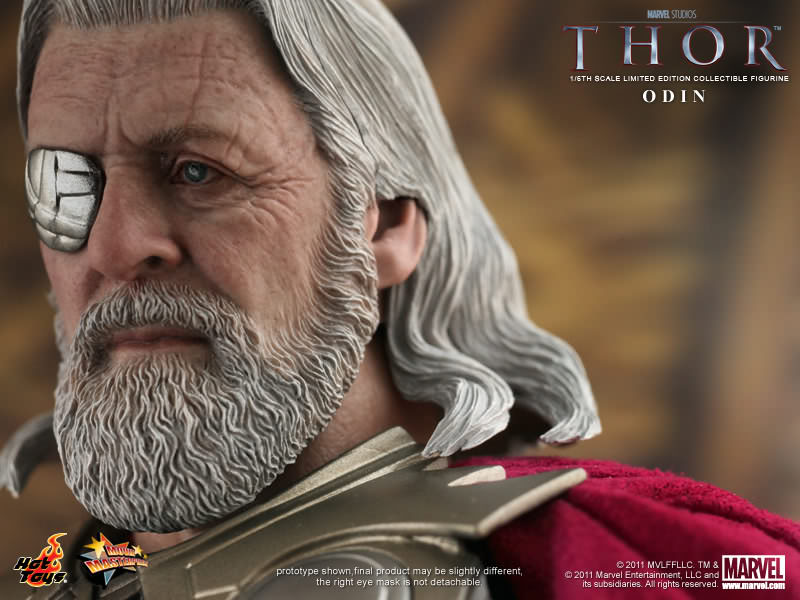 MARVEL STUDIOS
THOR™
1/6TH SCALE LIMITED EDITION COLLECTIBLE FIGURINE
ODIN
Hot Toys
MOVIE MASTERPIECE
prototype shown,final product may be slightly different,
the right eye mask is not detachable.
© 2011 MVLFFLLC. TM &
© 2011 Marvel Entertainment, LLC and
its subsidiaries. All rights reserved.
MARVEL
www.marvel.com